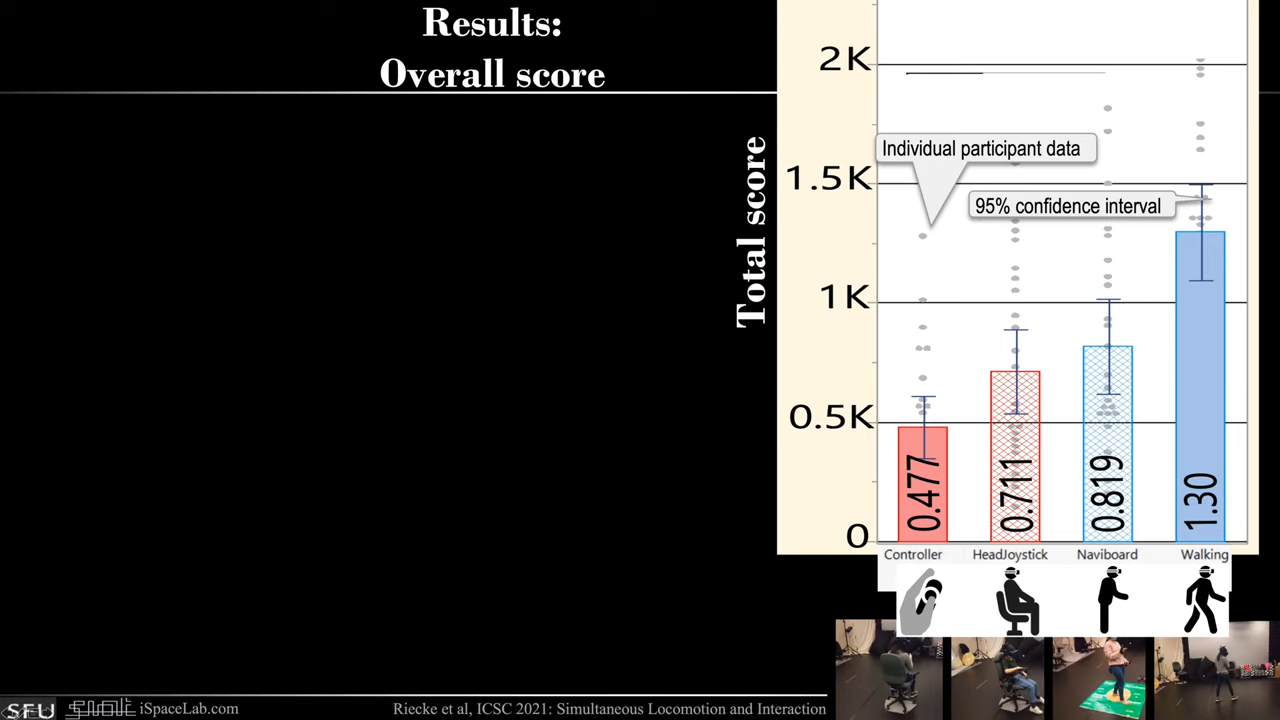 Results:
Overall score
Total score
2K
1.5K
1K
0.5K
0
Individual participant data
95% confidence interval
0.477
0.711
0.819
1.30
Controller
HeadJoystick
Naviboard
Walking
SFU
iSpaceLab.com
Riecke et al, ICSC 2021: Simultaneous Locomotion and Interaction